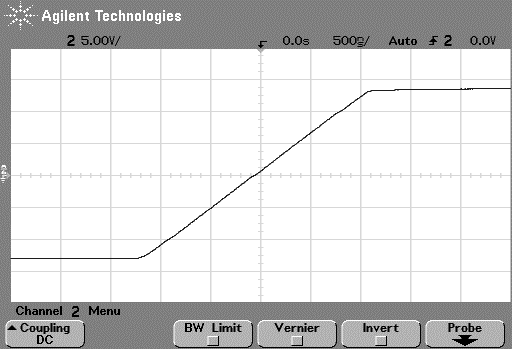 Agilent Technologies
2 5.00V/ 0.0s 500㎱/ Auto 2 0.0V
Channel 2 Menu
Coupling BW Limit Vernier Invert Probe
DC